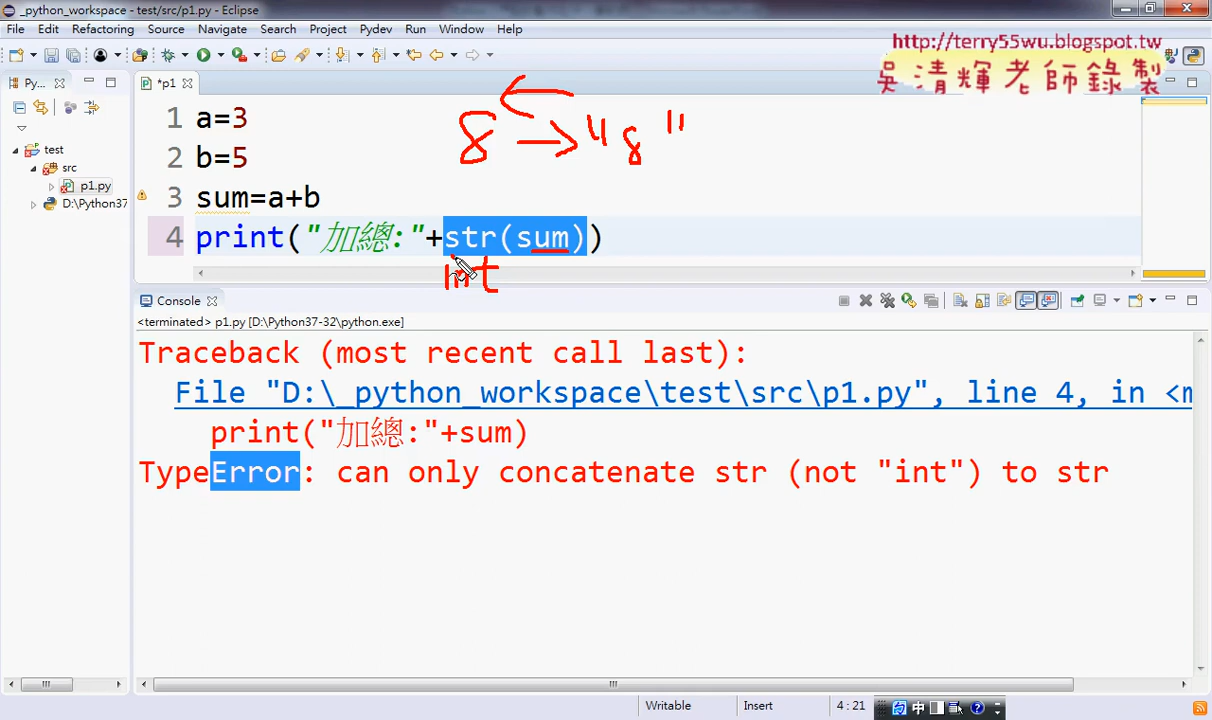 _python_workspace - test/src/p1.py - Eclipse
File Edit Refactoring Source Navigate Search Project Pydev Run Window Help
http://terry55wu.blogspot.tw
吳清輝老師錄製
Py...
*p1
test
src
p1.py
D:\Python37
1 a=3
2 b=5
3 sum=a+b
4 print("加總:"+str(sum))
8 → "8"
int
Console
<terminated> p1.py [D:\Python37-32\python.exe]
Traceback (most recent call last):
File "D:\_python_workspace\test\src\p1.py", line 4, in <m
print("加總:"+sum)
TypeError: can only concatenate str (not "int") to str
Writable Insert 4:21
中